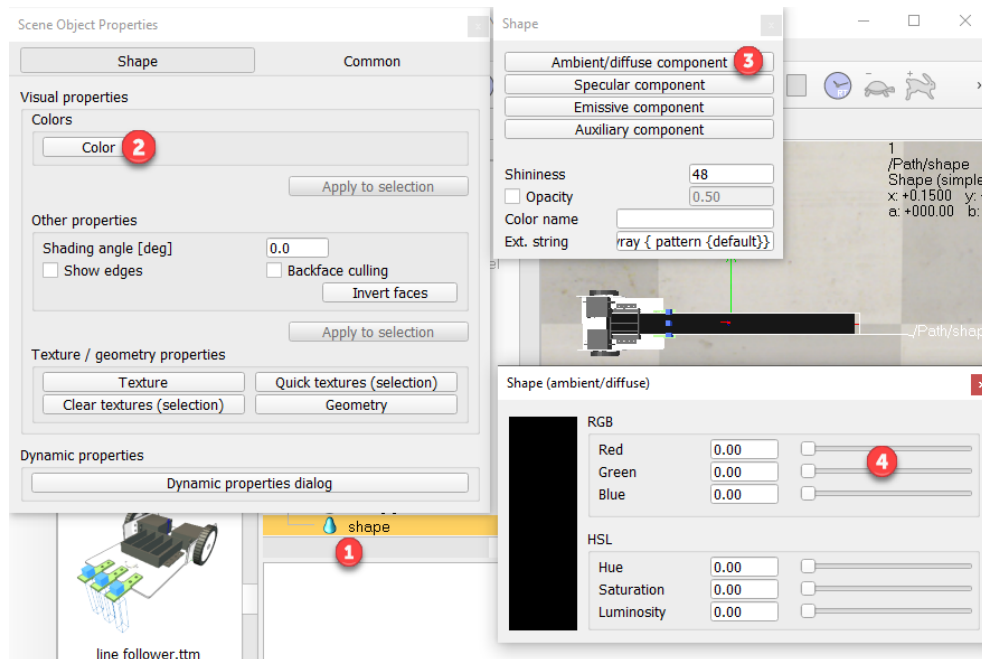 Scene Object Properties
Shape
Common
Visual properties
Colors
Color
2
Apply to selection
Other properties
Shading angle [deg]
0.0
Show edges
Backface culling
Invert faces
Apply to selection
Texture / geometry properties
Texture
Quick textures (selection)
Clear textures (selection)
Geometry
Dynamic properties
Dynamic properties dialog
shape
1
line follower.ttm
Shape
Ambient/diffuse component
3
Specular component
Emissive component
Auxiliary component
Shininess
48
Opacity
0.50
Color name
Ext. string
vray { pattern {default}}
1
/Path/shape
Shape (simple
x: +0.1500 y:
a: +000.00 b:
/Path/shap
Shape (ambient/diffuse)
RGB
Red
0.00
Green
0.00
Blue
0.00
4
HSL
Hue
0.00
Saturation
0.00
Luminosity
0.00